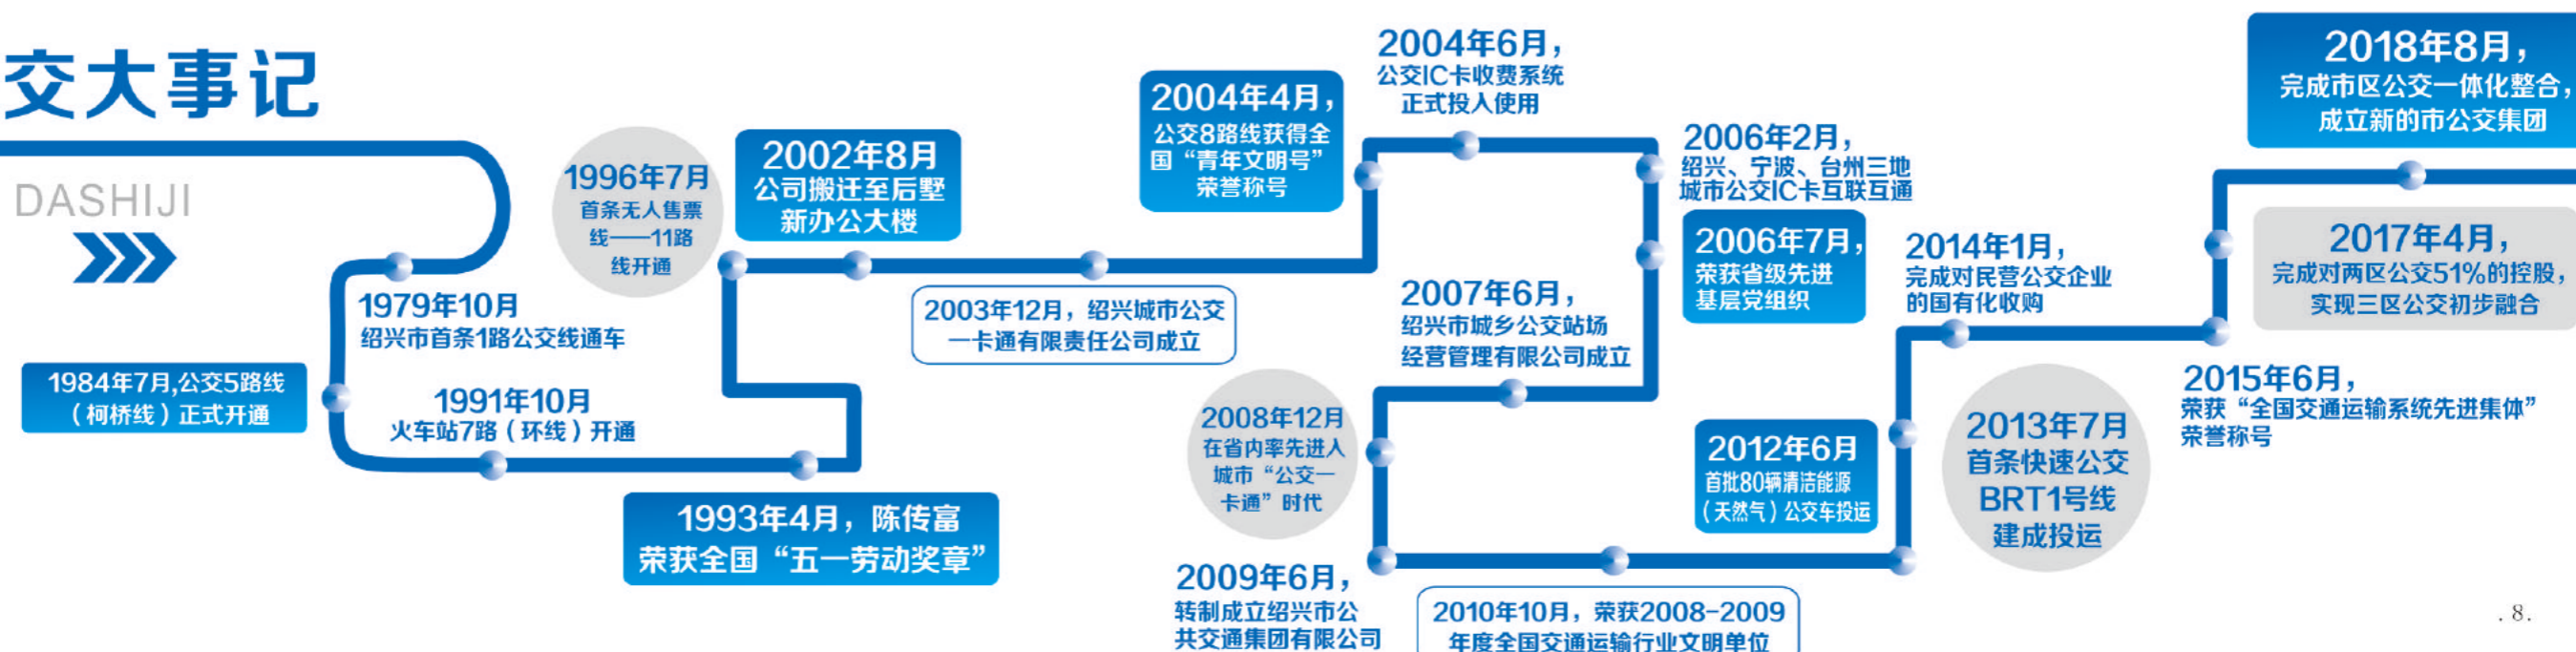 交大事记
DASHIJI
1979年10月
绍兴市首条1路公交线通车
1984年7月,公交5路线
（柯桥线）正式开通
1991年10月
火车站7路（环线）开通
1993年4月，陈传富
荣获全国“五一劳动奖章”
1996年7月
首条无人售票
线——11路
线开通
2002年8月
公司搬迁至后墅
新办公大楼
2003年12月，绍兴城市公交
一卡通有限责任公司成立
2004年4月，
公交8路线获得全
国“青年文明号”
荣誉称号
2004年6月，
公交IC卡收费系统
正式投入使用
2006年2月，
绍兴、宁波、台州三地
城市公交IC卡互联互通
2006年7月，
荣获省级先进
基层党组织
2007年6月，
绍兴市城乡公交站场
经营管理有限公司成立
2008年12月
在省内率先进入
城市“公交一
卡通”时代
2009年6月，
转制成立绍兴市公
共交通集团有限公司
2010年10月，荣获2008-2009
年度全国交通运输行业文明单位
2012年6月
首批80辆清洁能源
（天然气）公交车投运
2013年7月
首条快速公交
BRT1号线
建成投运
2014年1月，
完成对民营公交企业
的国有化收购
2015年6月，
荣获“全国交通运输系统先进集体”
荣誉称号
2017年4月，
完成对两区公交51%的控股，
实现三区公交初步融合
2018年8月，
完成市区公交一体化整合，
成立新的市公交集团
. 8.